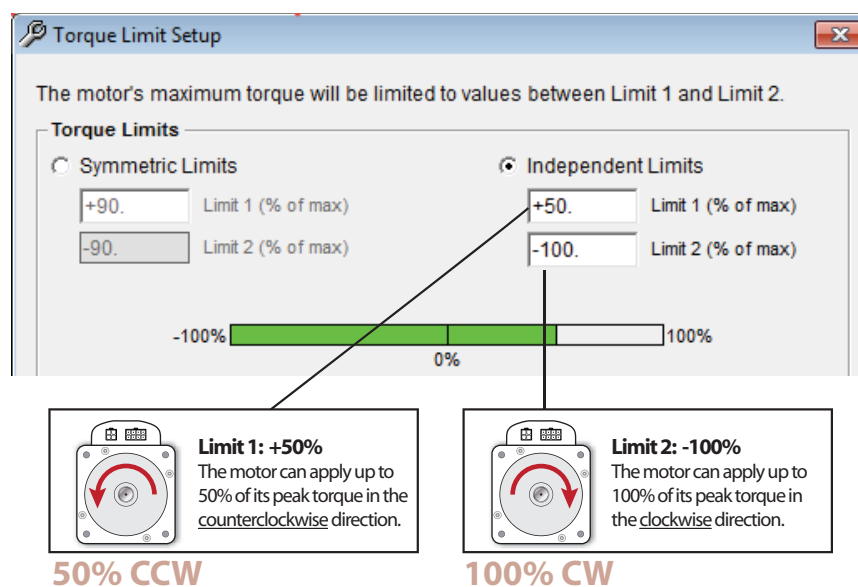 Torque Limit Setup
The motor's maximum torque will be limited to values between Limit 1 and Limit 2.
Torque Limits
Symmetric Limits
Independent Limits
+90. Limit 1 (% of max)
+50. Limit 1 (% of max)
-90. Limit 2 (% of max)
-100. Limit 2 (% of max)
-100% 100%
0%
Limit 1: +50%
The motor can apply up to
50% of its peak torque in the
counterclockwise direction.
50% CCW
Limit 2: -100%
The motor can apply up to
100% of its peak torque in
the clockwise direction.
100% CW